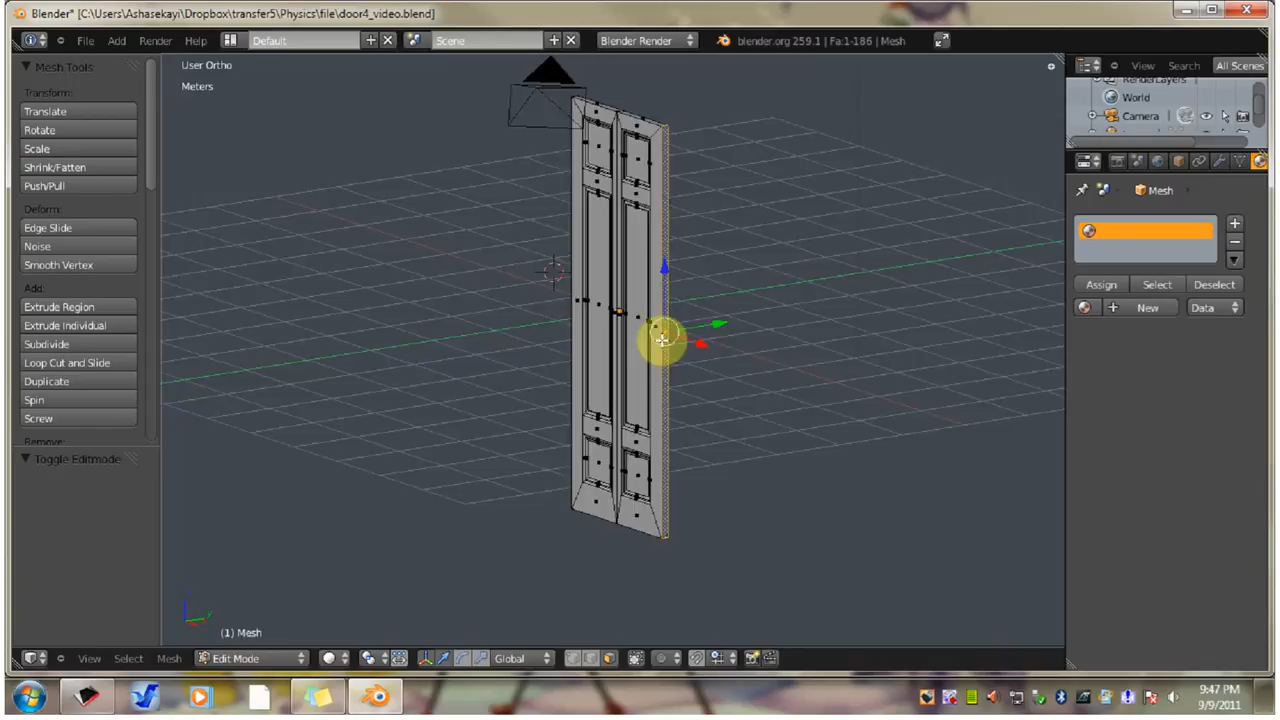 Blender* [C:\Users\Ashasekayi\Dropbox\transfer5\Physics\file\door4_video.blend]
File Add Render Help Default Scene Blender Render blender.org 259.1 | Fa:1-186 | Mesh
Mesh Tools
Transform:
Translate
Rotate
Scale
Shrink/Fatten
Push/Pull
Deform:
Edge Slide
Noise
Smooth Vertex
Add:
Extrude Region
Extrude Individual
Subdivide
Loop Cut and Slide
Duplicate
Spin
Screw
Remove:
Toggle Editmode
User Ortho
Meters
(1) Mesh
View Select Mesh Edit Mode Global
View Search All Scenes
RenderLayers
World
Camera
Mesh
Assign Select Deselect
New Data
9:47 PM
9/9/2011